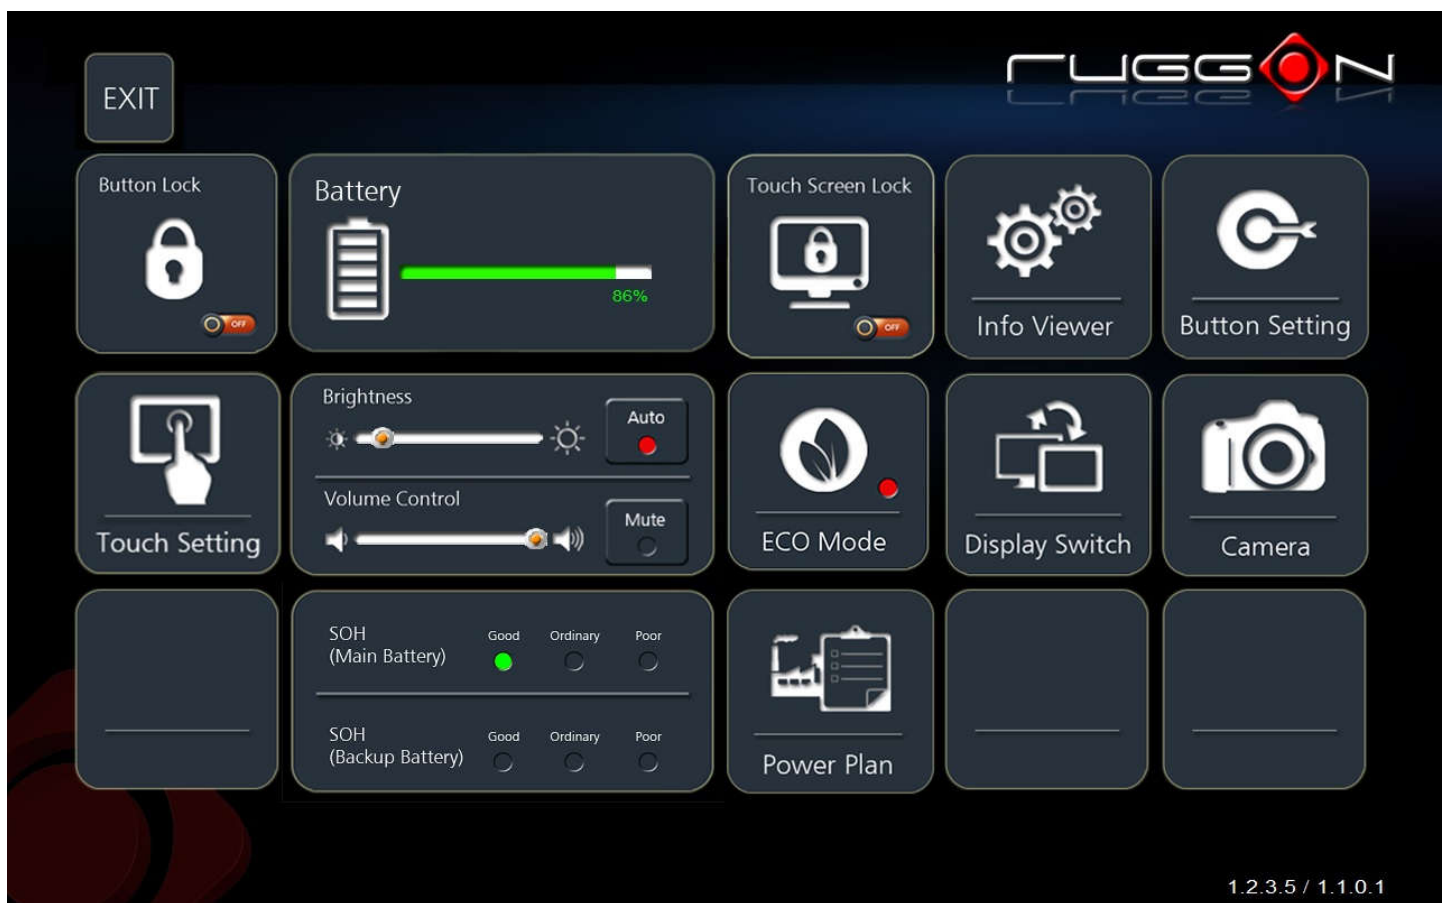 EXIT
ruggON
Button Lock
OFF
Battery
86%
Touch Screen Lock
OFF
Info Viewer
Button Setting
Touch Setting
Brightness
Auto
Volume Control
Mute
ECO Mode
Display Switch
Camera
SOH
(Main Battery)
Good Ordinary Poor
SOH
(Backup Battery)
Good Ordinary Poor
Power Plan
1.2.3.5 / 1.1.0.1